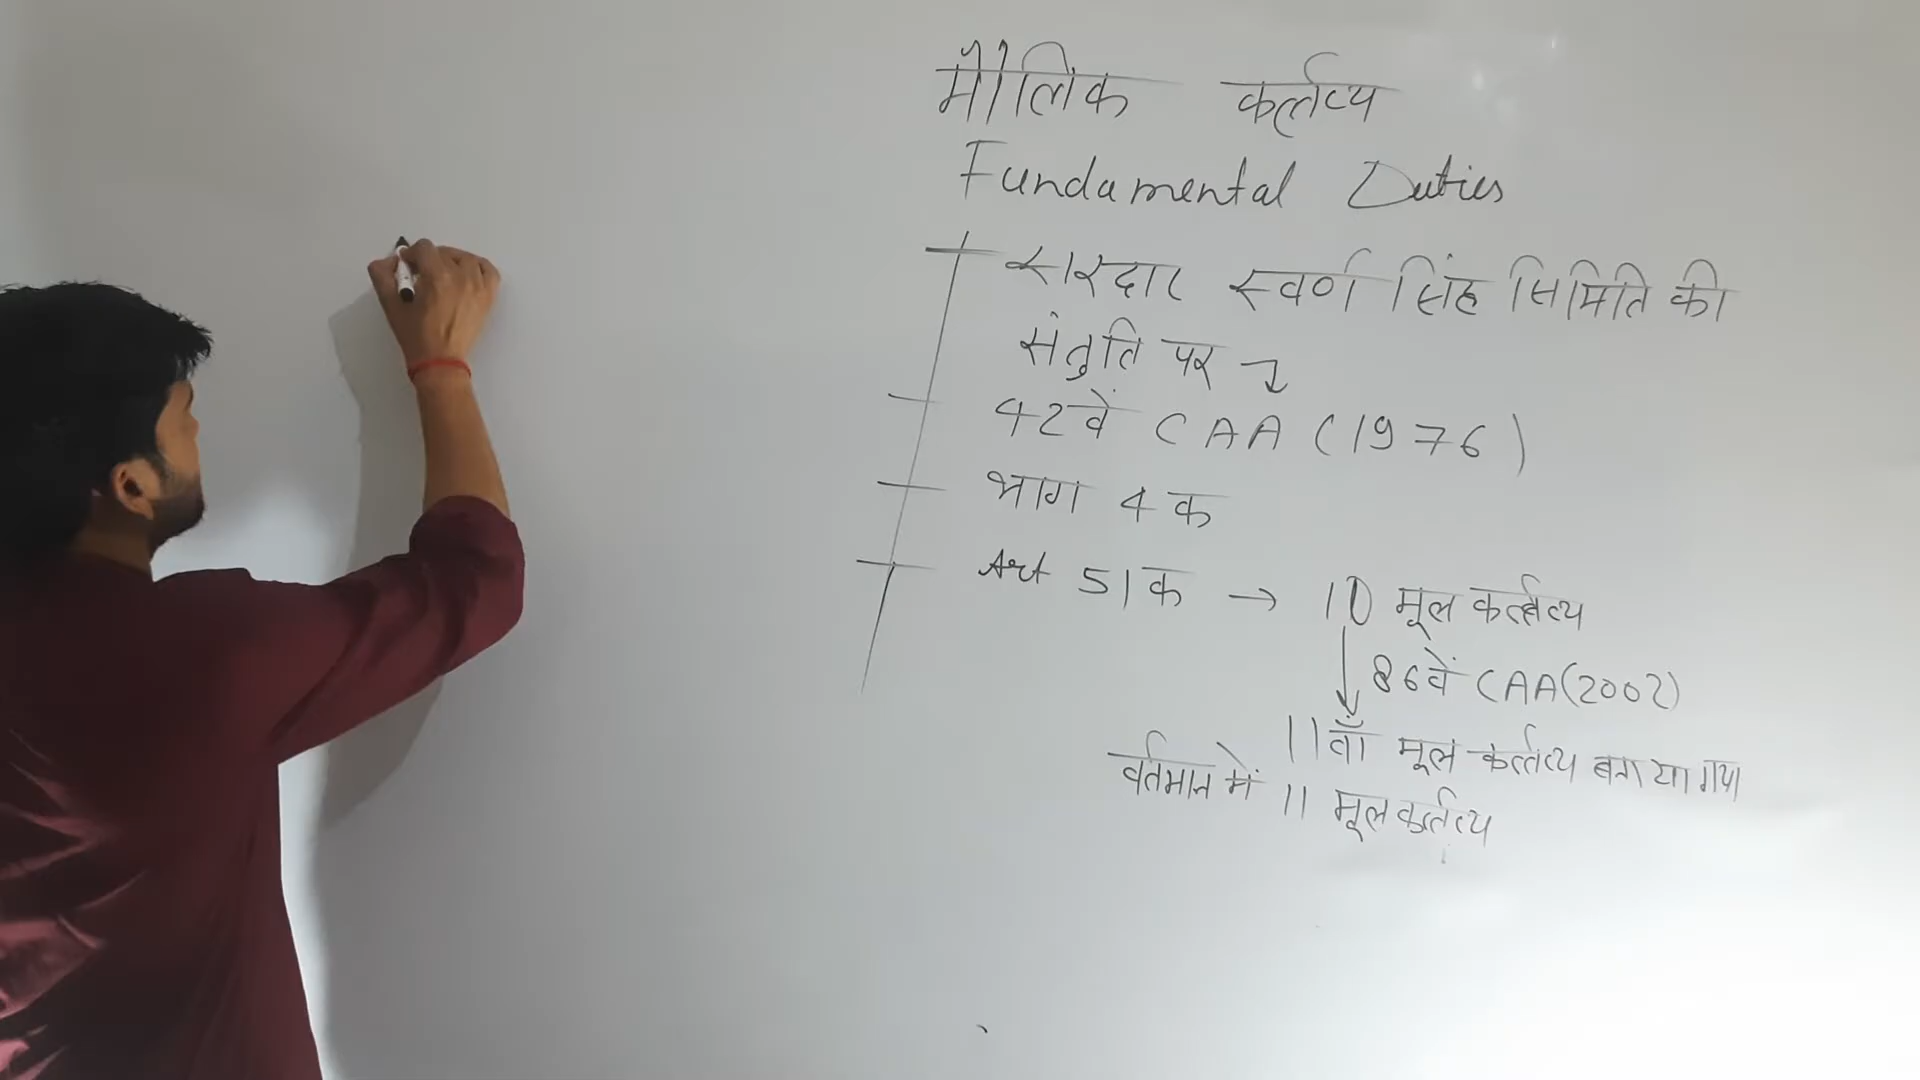 मौलिक कर्त्तव्य
Fundamental Duties
सरदार स्वर्ण सिंह समिति की
संतुति पर
42वें CAA (1976)
भाग 4 क
Art 51क → 10 मूल कर्त्तव्य
86वें CAA(2002)
11वाँ मूल कर्त्तव्य बनाया गया
वर्तमान में 11 मूल कर्तव्य